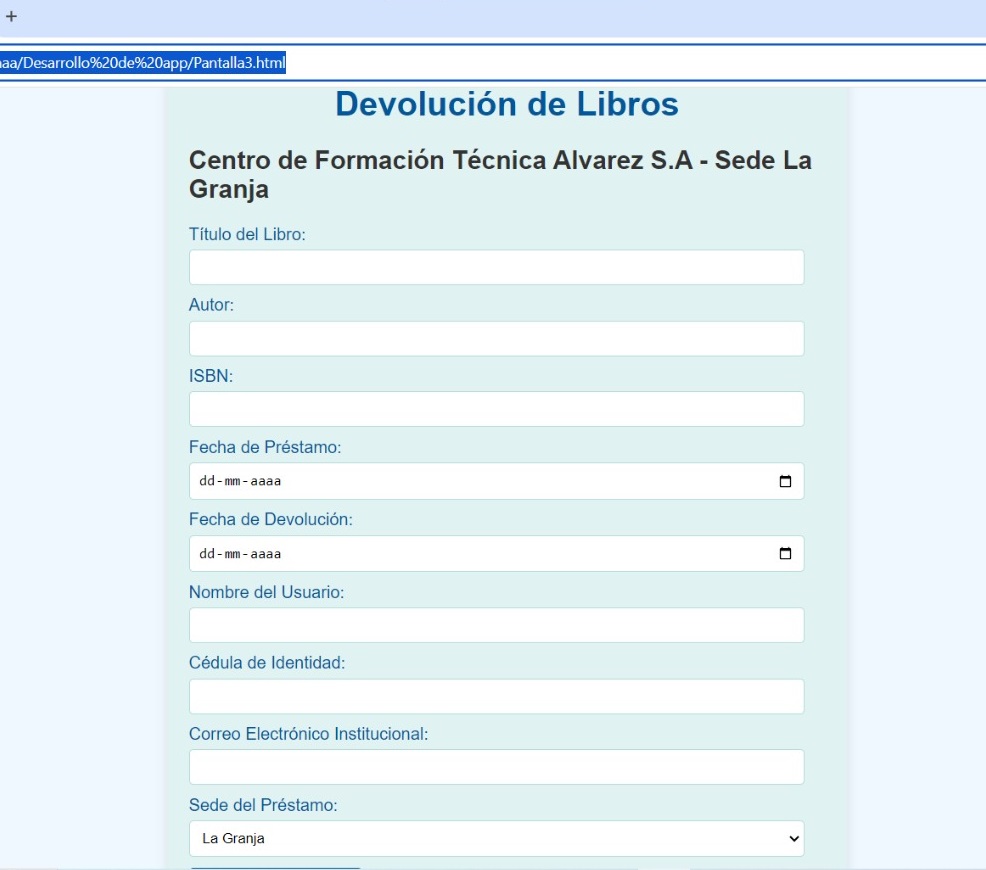 +
aa/Desarrollo%20de%20app/Pantalla3.html
Devolución de Libros
Centro de Formación Técnica Alvarez S.A - Sede La
Granja
Título del Libro:
Autor:
ISBN:
Fecha de Préstamo:
dd-mm-aaaa
Fecha de Devolución:
dd-mm-aaaa
Nombre del Usuario:
Cédula de Identidad:
Correo Electrónico Institucional:
Sede del Préstamo:
La Granja